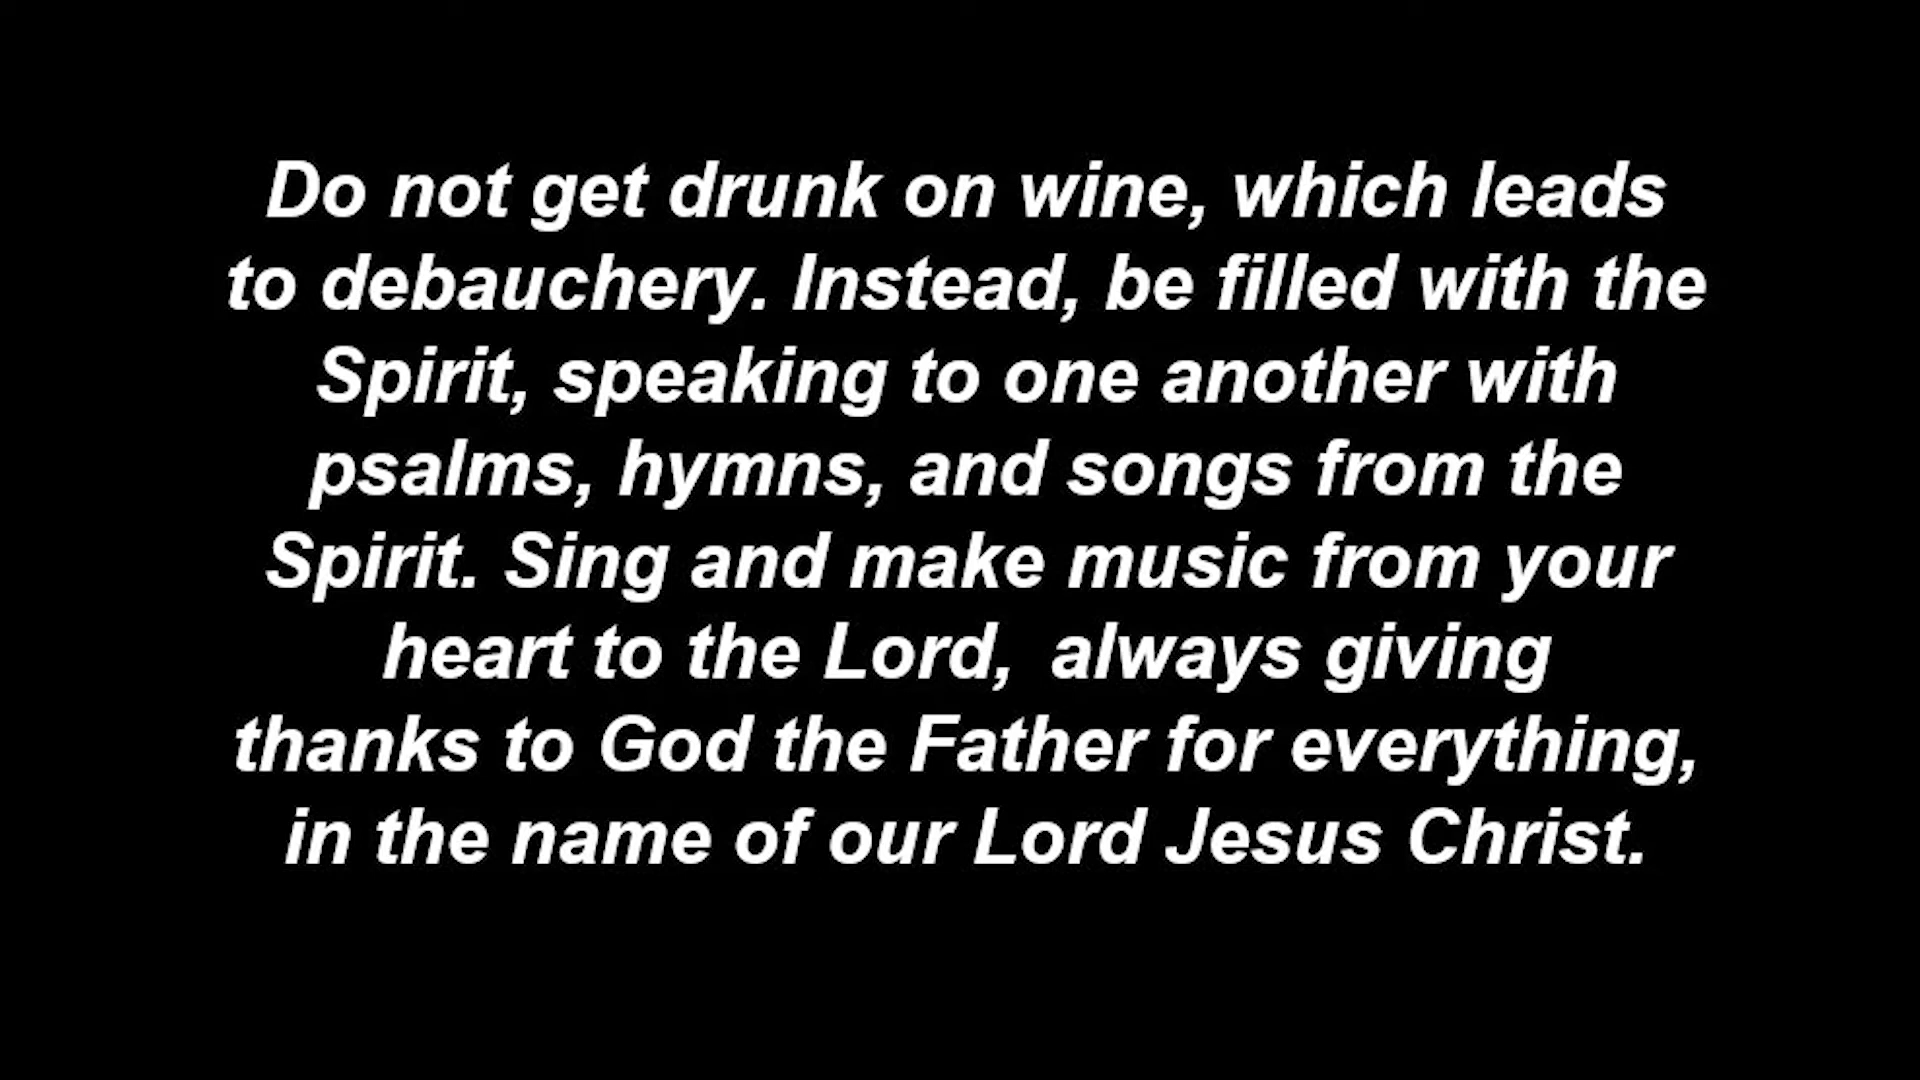 Do not get drunk on wine, which leads
to debauchery. Instead, be filled with the
Spirit, speaking to one another with
psalms, hymns, and songs from the
Spirit. Sing and make music from your
heart to the Lord,  always giving
thanks to God the Father for everything,
in the name of our Lord Jesus Christ.